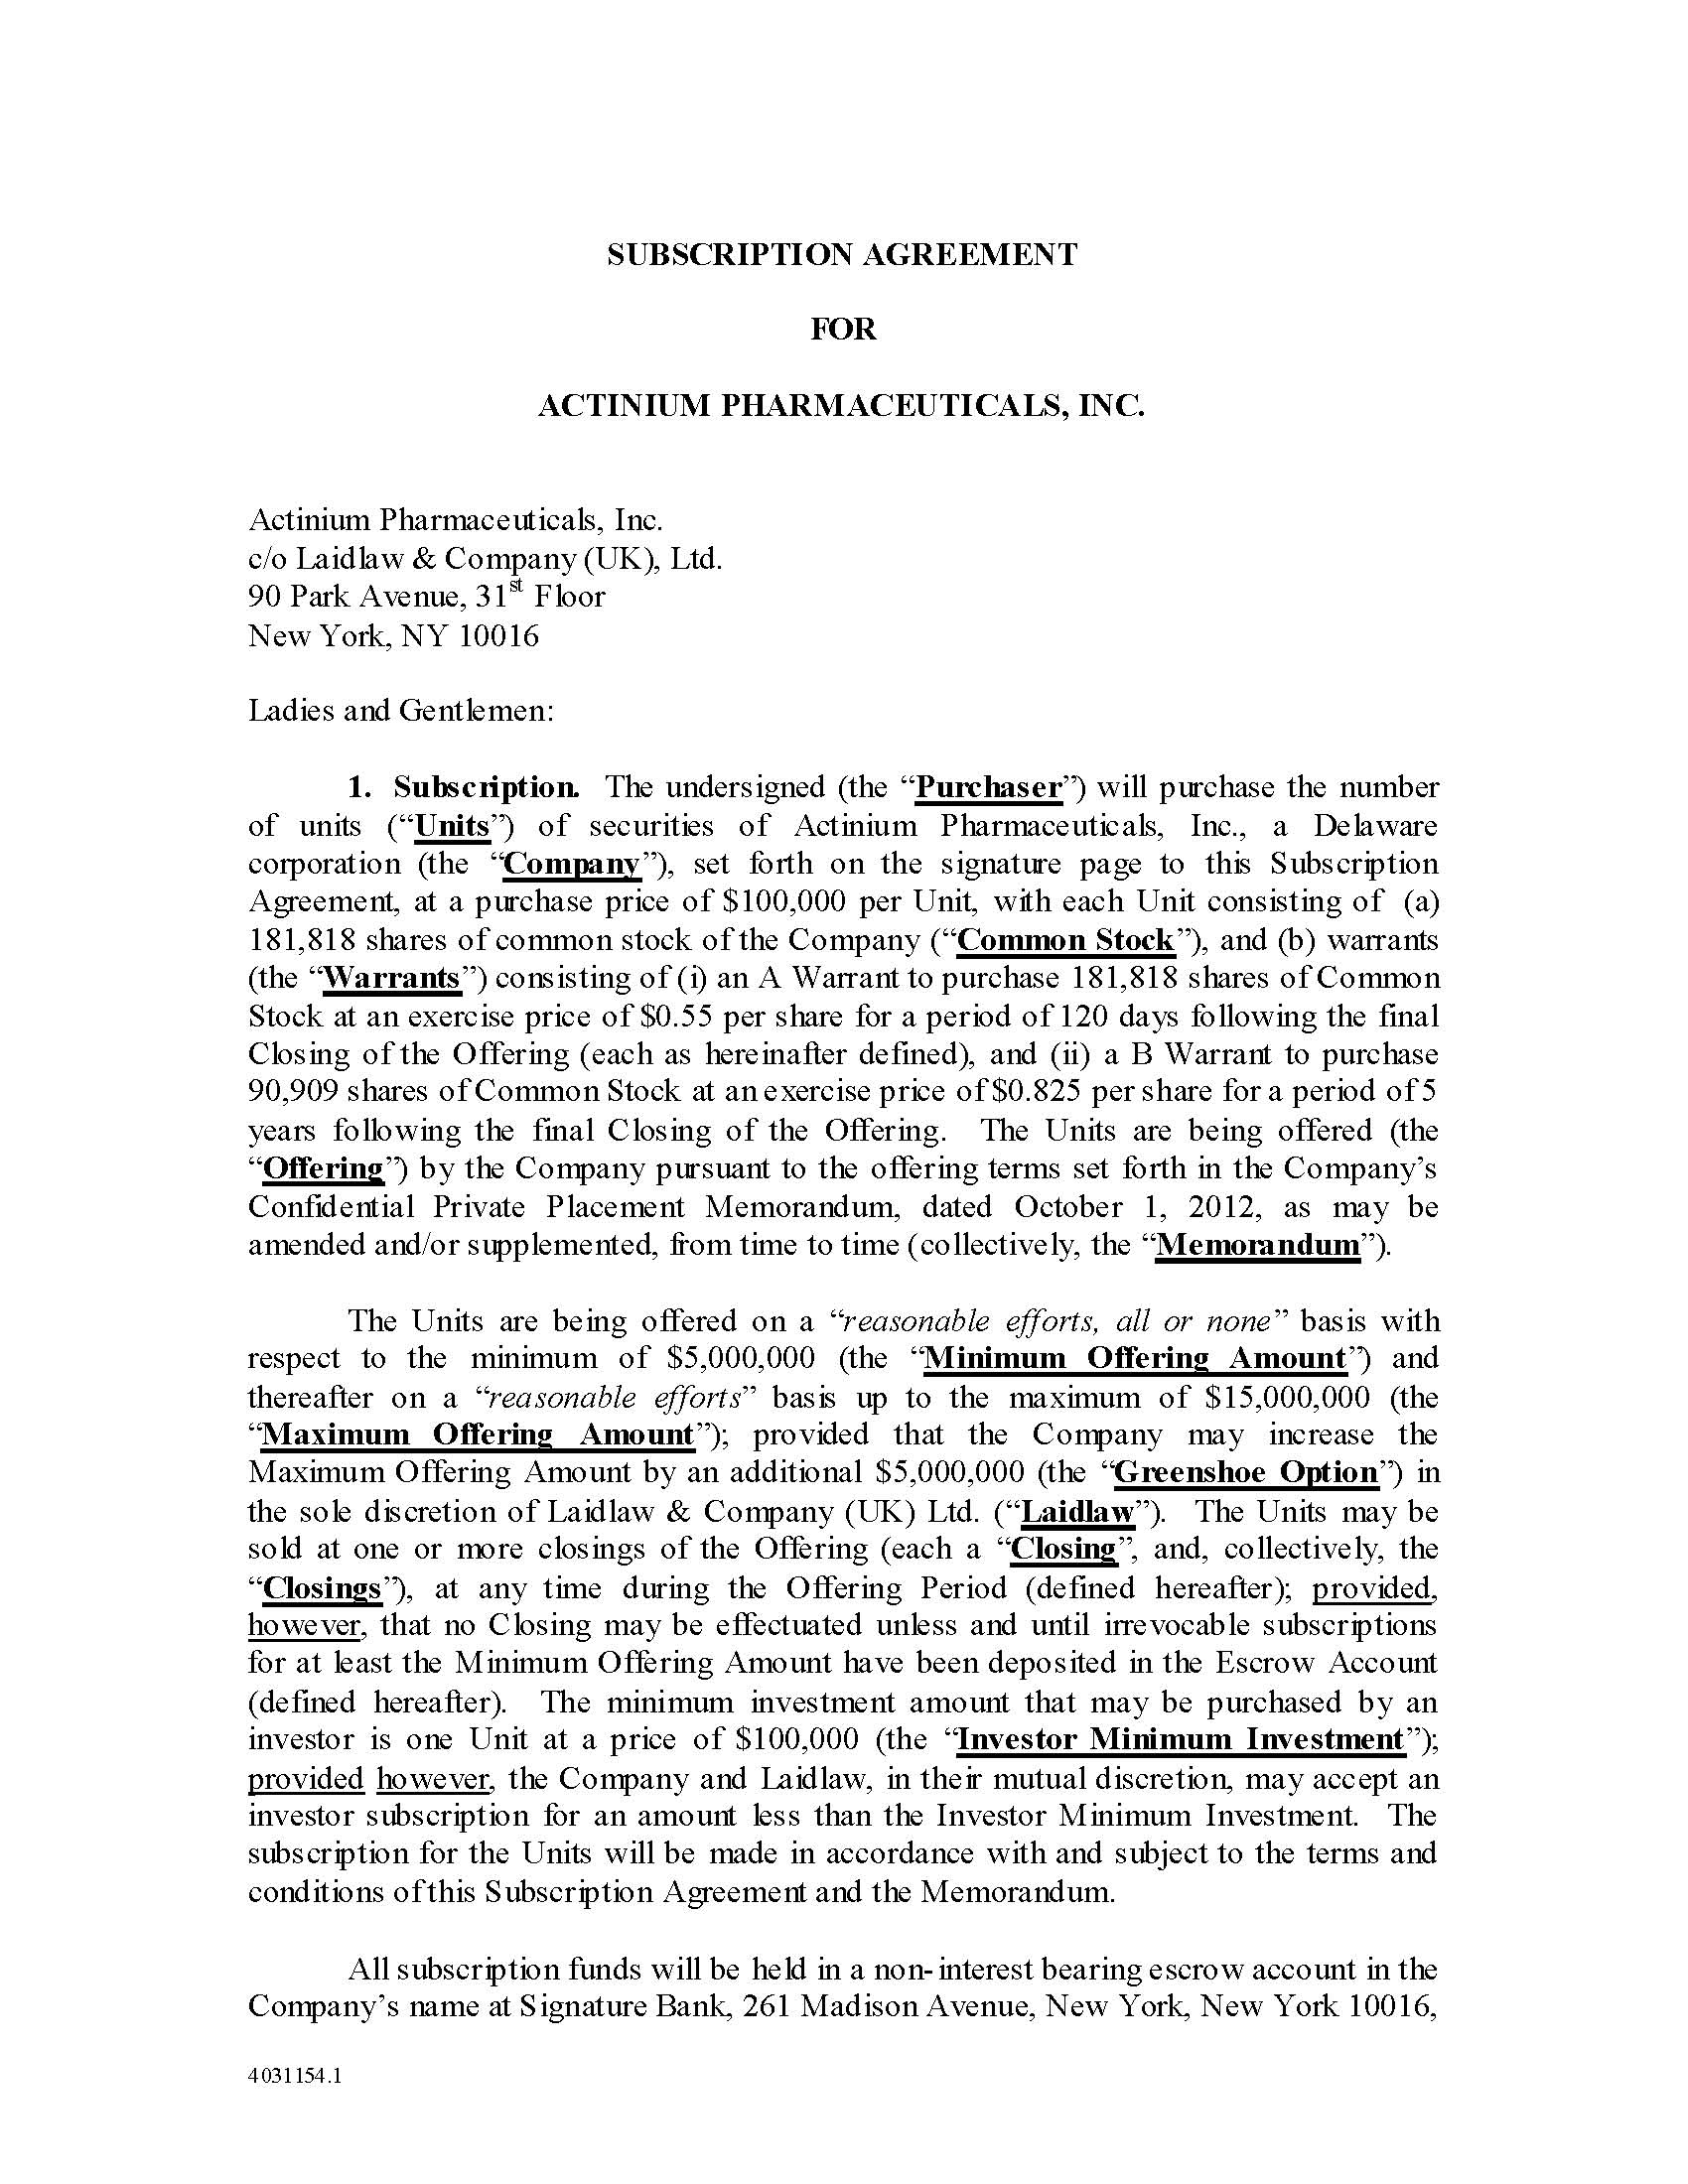 SUBSCRIPTION AGREEMENT
FOR
ACTINIUM PHARMACEUTICALS, INC.
Actinium Pharmaceuticals, Inc.
c/o Laidlaw & Company (UK), Ltd.
90 Park Avenue, 31st Floor
New York, NY 10016
Ladies and Gentlemen:
1. Subscription. The undersigned (the “Purchaser”) will purchase the number
of units (“Units”) of securities of Actinium Pharmaceuticals, Inc., a Delaware
corporation (the “Company”), set forth on the signature page to this Subscription
Agreement, at a purchase price of $100,000 per Unit, with each Unit consisting of (a)
181,818 shares of common stock of the Company (“Common Stock”), and (b) warrants
(the “Warrants”) consisting of (i) an A Warrant to purchase 181,818 shares of Common
Stock at an exercise price of $0.55 per share for a period of 120 days following the final
Closing of the Offering (each as hereinafter defined), and (ii) a B Warrant to purchase
90,909 shares of Common Stock at an exercise price of $0.825 per share for a period of 5
years following the final Closing of the Offering. The Units are being offered (the
“Offering”) by the Company pursuant to the offering terms set forth in the Company’s
Confidential Private Placement Memorandum, dated October 1, 2012, as may be
amended and/or supplemented, from time to time (collectively, the “Memorandum”).
The Units are being offered on a “reasonable efforts, all or none” basis with
respect to the minimum of $5,000,000 (the “Minimum Offering Amount”) and
thereafter on a “reasonable efforts” basis up to the maximum of $15,000,000 (the
“Maximum Offering Amount”); provided that the Company may increase the
Maximum Offering Amount by an additional $5,000,000 (the “Greenshoe Option”) in
the sole discretion of Laidlaw & Company (UK) Ltd. (“Laidlaw”). The Units may be
sold at one or more closings of the Offering (each a “Closing”, and, collectively, the
“Closings”), at any time during the Offering Period (defined hereafter); provided,
however, that no Closing may be effectuated unless and until irrevocable subscriptions
for at least the Minimum Offering Amount have been deposited in the Escrow Account
(defined hereafter). The minimum investment amount that may be purchased by an
investor is one Unit at a price of $100,000 (the “Investor Minimum Investment”);
provided however, the Company and Laidlaw, in their mutual discretion, may accept an
investor subscription for an amount less than the Investor Minimum Investment. The
subscription for the Units will be made in accordance with and subject to the terms and
conditions of this Subscription Agreement and the Memorandum.
All subscription funds will be held in a non-interest bearing escrow account in the
Company’s name at Signature Bank, 261 Madison Avenue, New York, New York 10016,
4031154.1